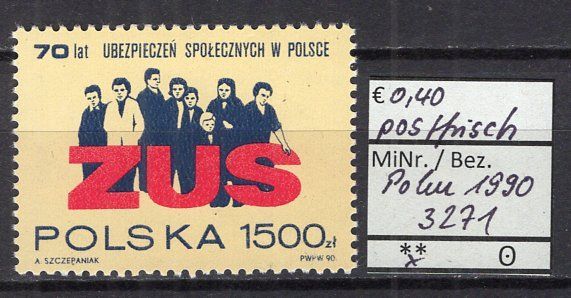 70 lat UBEZPIECZEŃ SPOŁECZNYCH W POLSCE
ZUS
POLSKA 1500 zł
A. SZCZEPANIAK PWPW 90
€ 0,40
postfrisch
MiNr. / Bez.
Polen 1990
3271
** ʘ